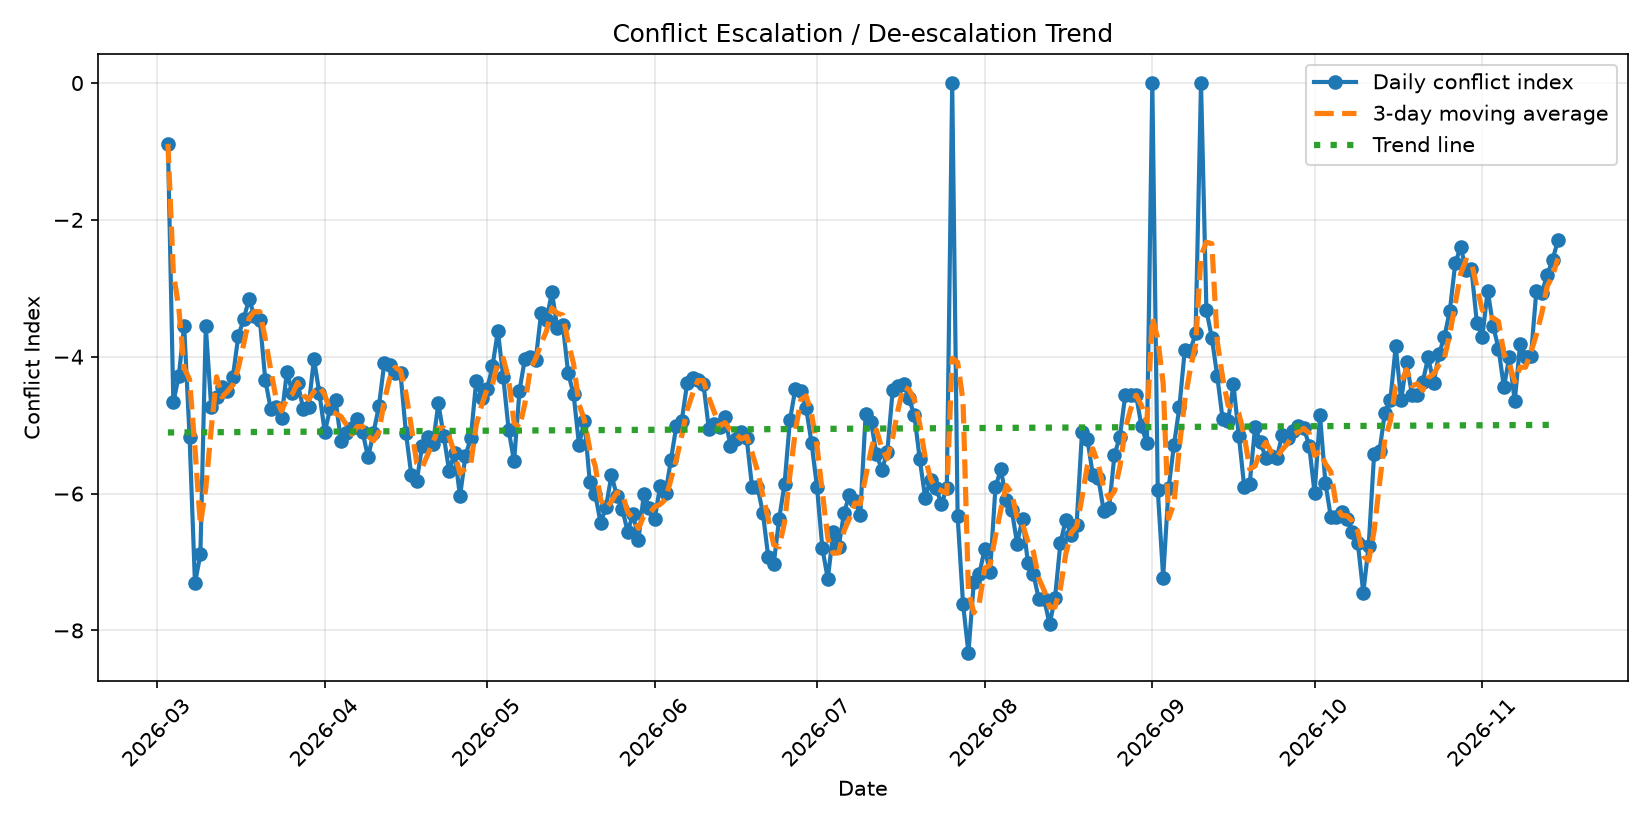 Conflict Escalation / De-escalation Trend
Daily conflict index
3-day moving average
Trend line
Conflict Index
0
−2
−4
−6
−8
2026-03
2026-04
2026-05
2026-06
2026-07
2026-08
2026-09
2026-10
2026-11
Date